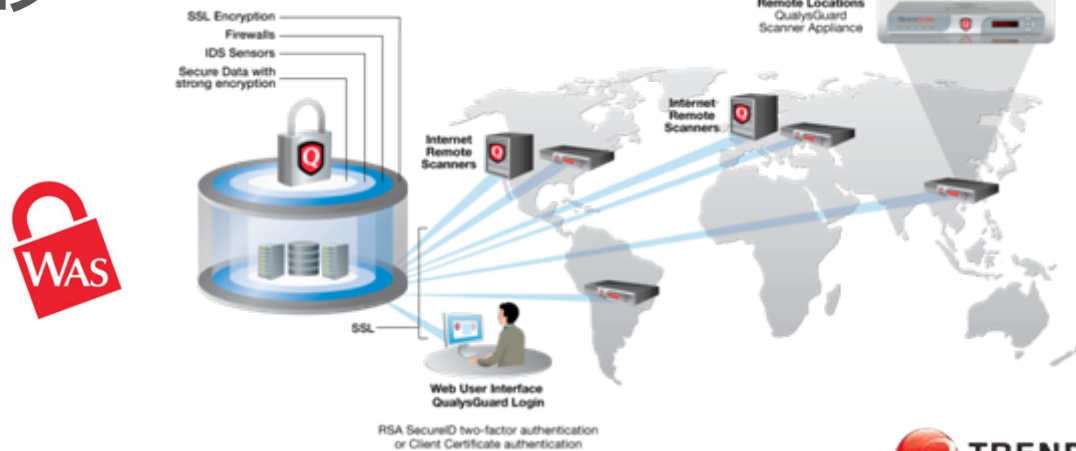 SSL Encryption
Firewalls
IDS Sensors
Secure Data with
strong encryption
Remote Locations
QualysGuard
Scanner Appliance
Internet
Remote
Scanners
Internet
Remote
Scanners
Q
Q
Q
WAS
SSL
Web User Interface
QualysGuard Login
RSA SecureID two-factor authentication
or Client Certificate authentication
TREND